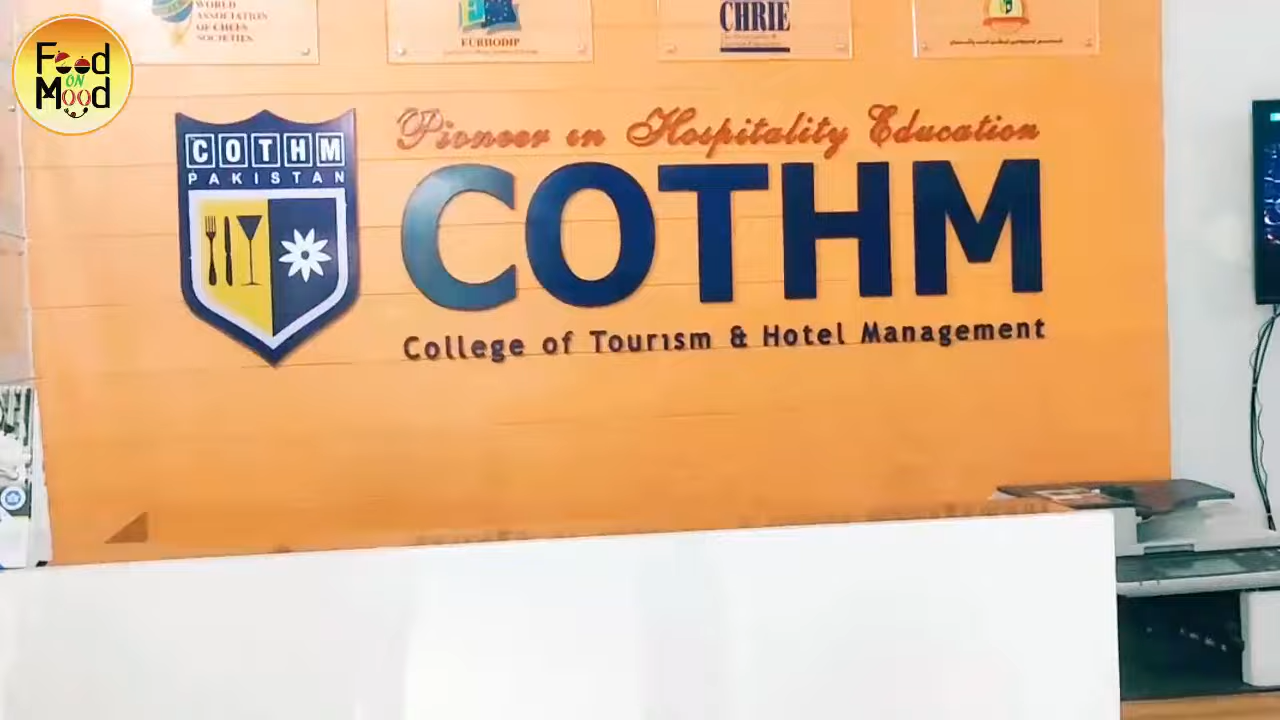 WORLD
ASSOCIATION
OF CHEFS
SOCIETIES
EURHODIP
CHRIE
Food
ON
Mood
COTHM
PAKISTAN
Pioneer in Hospitality Education
COTHM
College of Tourism & Hotel Management